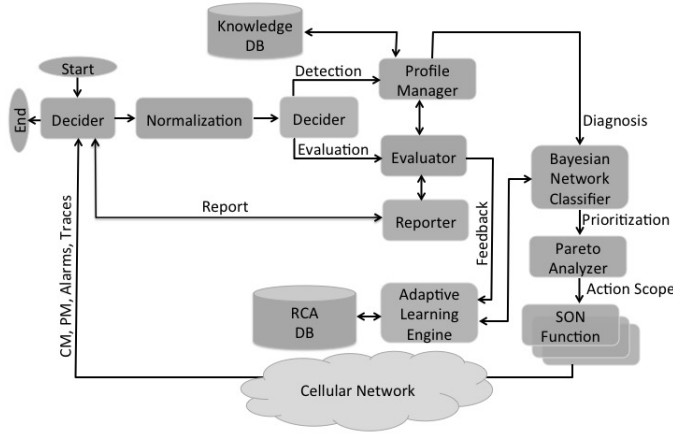 Knowledge
DB
Start
Detection
Profile
Manager
End
Decider
Normalization
Decider
Diagnosis
Evaluation
Evaluator
Bayesian
Network
Classifier
Report
Reporter
Feedback
Prioritization
CM, PM, Alarms, Traces
Pareto
Analyzer
Action Scope
RCA
DB
Adaptive
Learning
Engine
SON
Function
Cellular Network